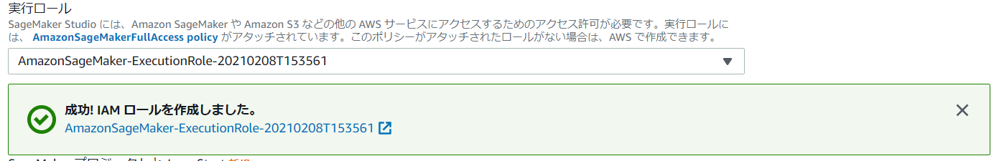 実行ロール
SageMaker Studio には、Amazon SageMaker や Amazon S3 などの他の AWS サービスにアクセスするためのアクセス許可が必要です。実行ロールに
は、 AmazonSageMakerFullAccess policy がアタッチされています。このポリシーがアタッチされたロールがない場合は、AWS で作成できます。
AmazonSageMaker-ExecutionRole-20210208T153561
成功! IAM ロールを作成しました。
AmazonSageMaker-ExecutionRole-20210208T153561